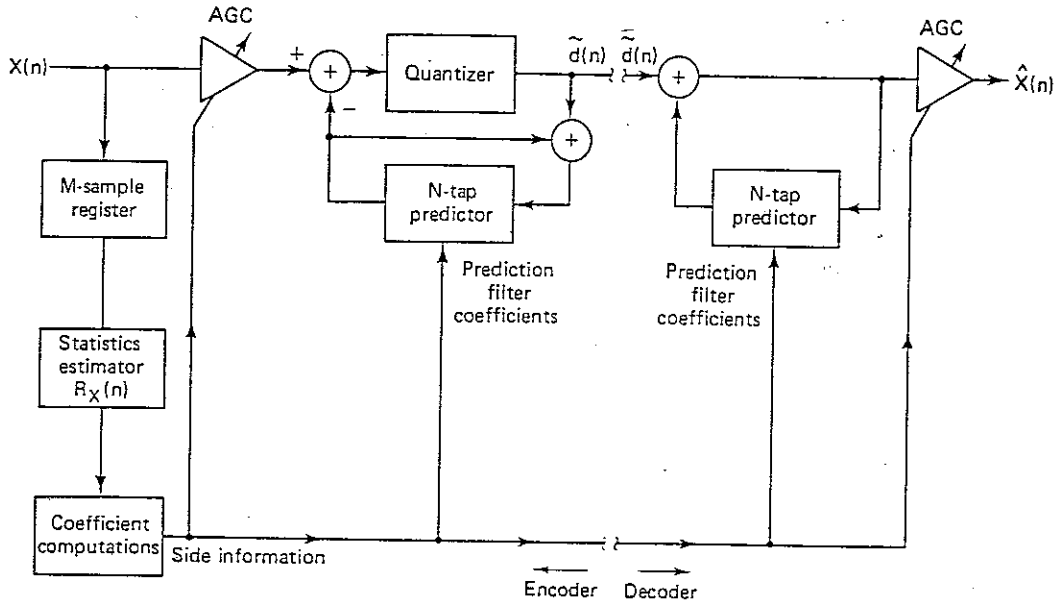 AGC
AGC
X(n)
+
+
Quantizer
d̃(n)
d̃̄(n)
+
X̂(n)
−
+
M-sample
register
N-tap
predictor
N-tap
predictor
Prediction
filter
coefficients
Prediction
filter
coefficients
Statistics
estimator
R_X(n)
Coefficient
computations
Side information
Encoder
Decoder